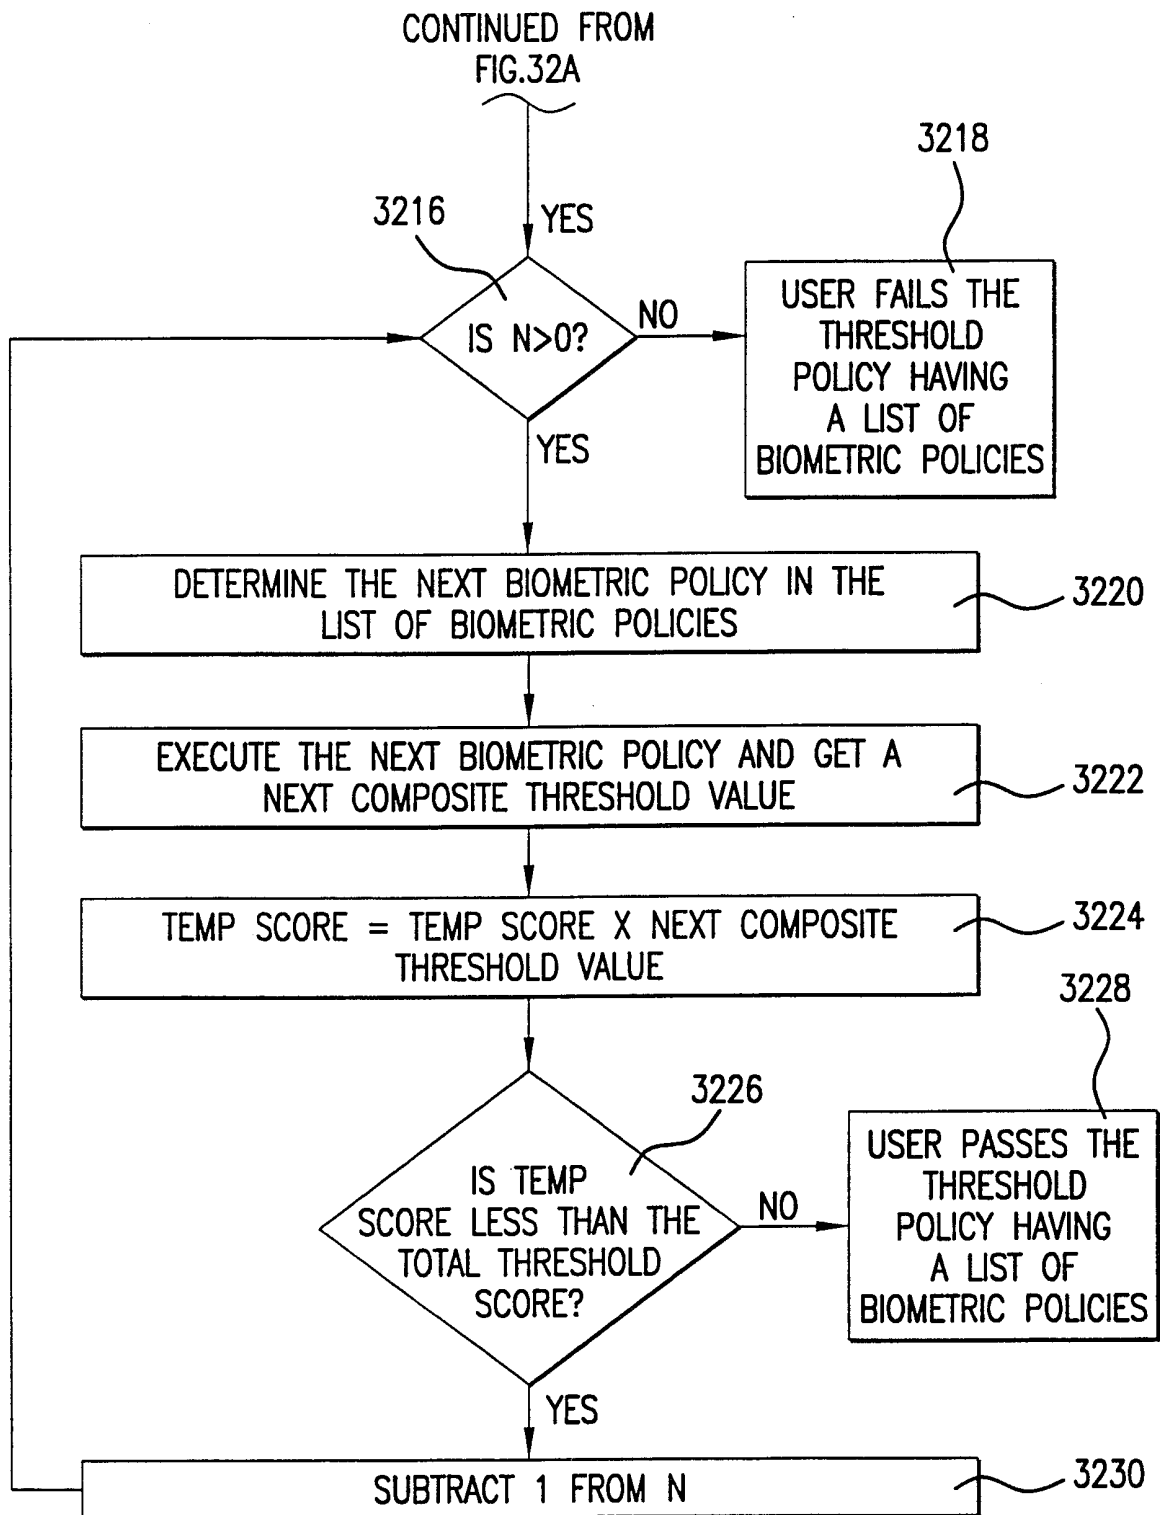 CONTINUED FROM
FIG.32A
3218
3216
YES
USER FAILS THE
THRESHOLD
POLICY HAVING
A LIST OF
BIOMETRIC POLICIES
IS N>0?
NO
YES
DETERMINE THE NEXT BIOMETRIC POLICY IN THE
LIST OF BIOMETRIC POLICIES
3220
EXECUTE THE NEXT BIOMETRIC POLICY AND GET A
NEXT COMPOSITE THRESHOLD VALUE
3222
TEMP SCORE = TEMP SCORE X NEXT COMPOSITE
THRESHOLD VALUE
3224
3228
3226
IS TEMP
SCORE LESS THAN THE
TOTAL THRESHOLD
SCORE?
NO
USER PASSES THE
THRESHOLD
POLICY HAVING
A LIST OF
BIOMETRIC POLICIES
YES
SUBTRACT 1 FROM N
3230